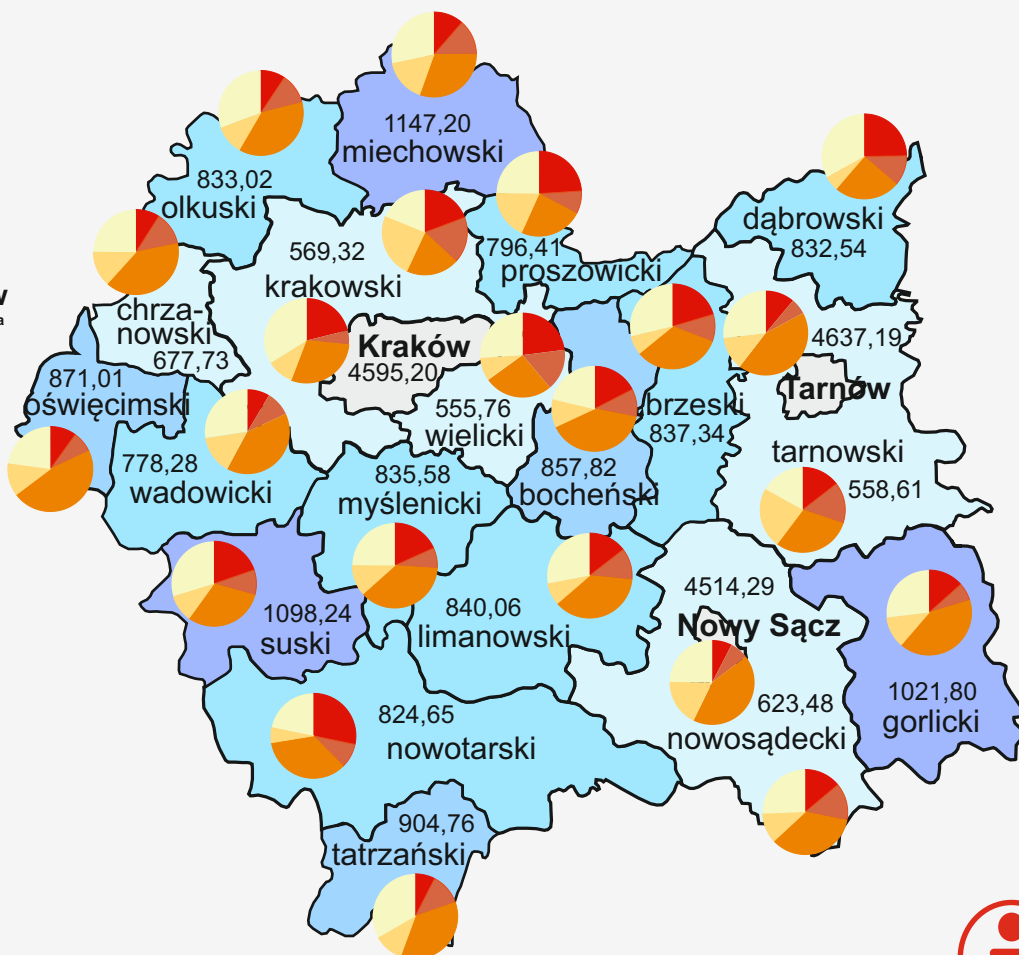 1147,20
miechowski
833,02
olkuski
dąbrowski
832,54
796,41
proszowicki
569,32
krakowski
chrza-
nowski
677,73
Kraków
4595,20
4637,19
Tarnów
871,01
oświęcimski
555,76
wielicki
brzeski
837,34
778,28
wadowicki
835,58
myślenicki
857,82
bocheński
tarnowski
558,61
1098,24
suski
840,06
limanowski
4514,29
Nowy Sącz
623,48
nowosądecki
1021,80
gorlicki
824,65
nowotarski
904,76
tatrzański